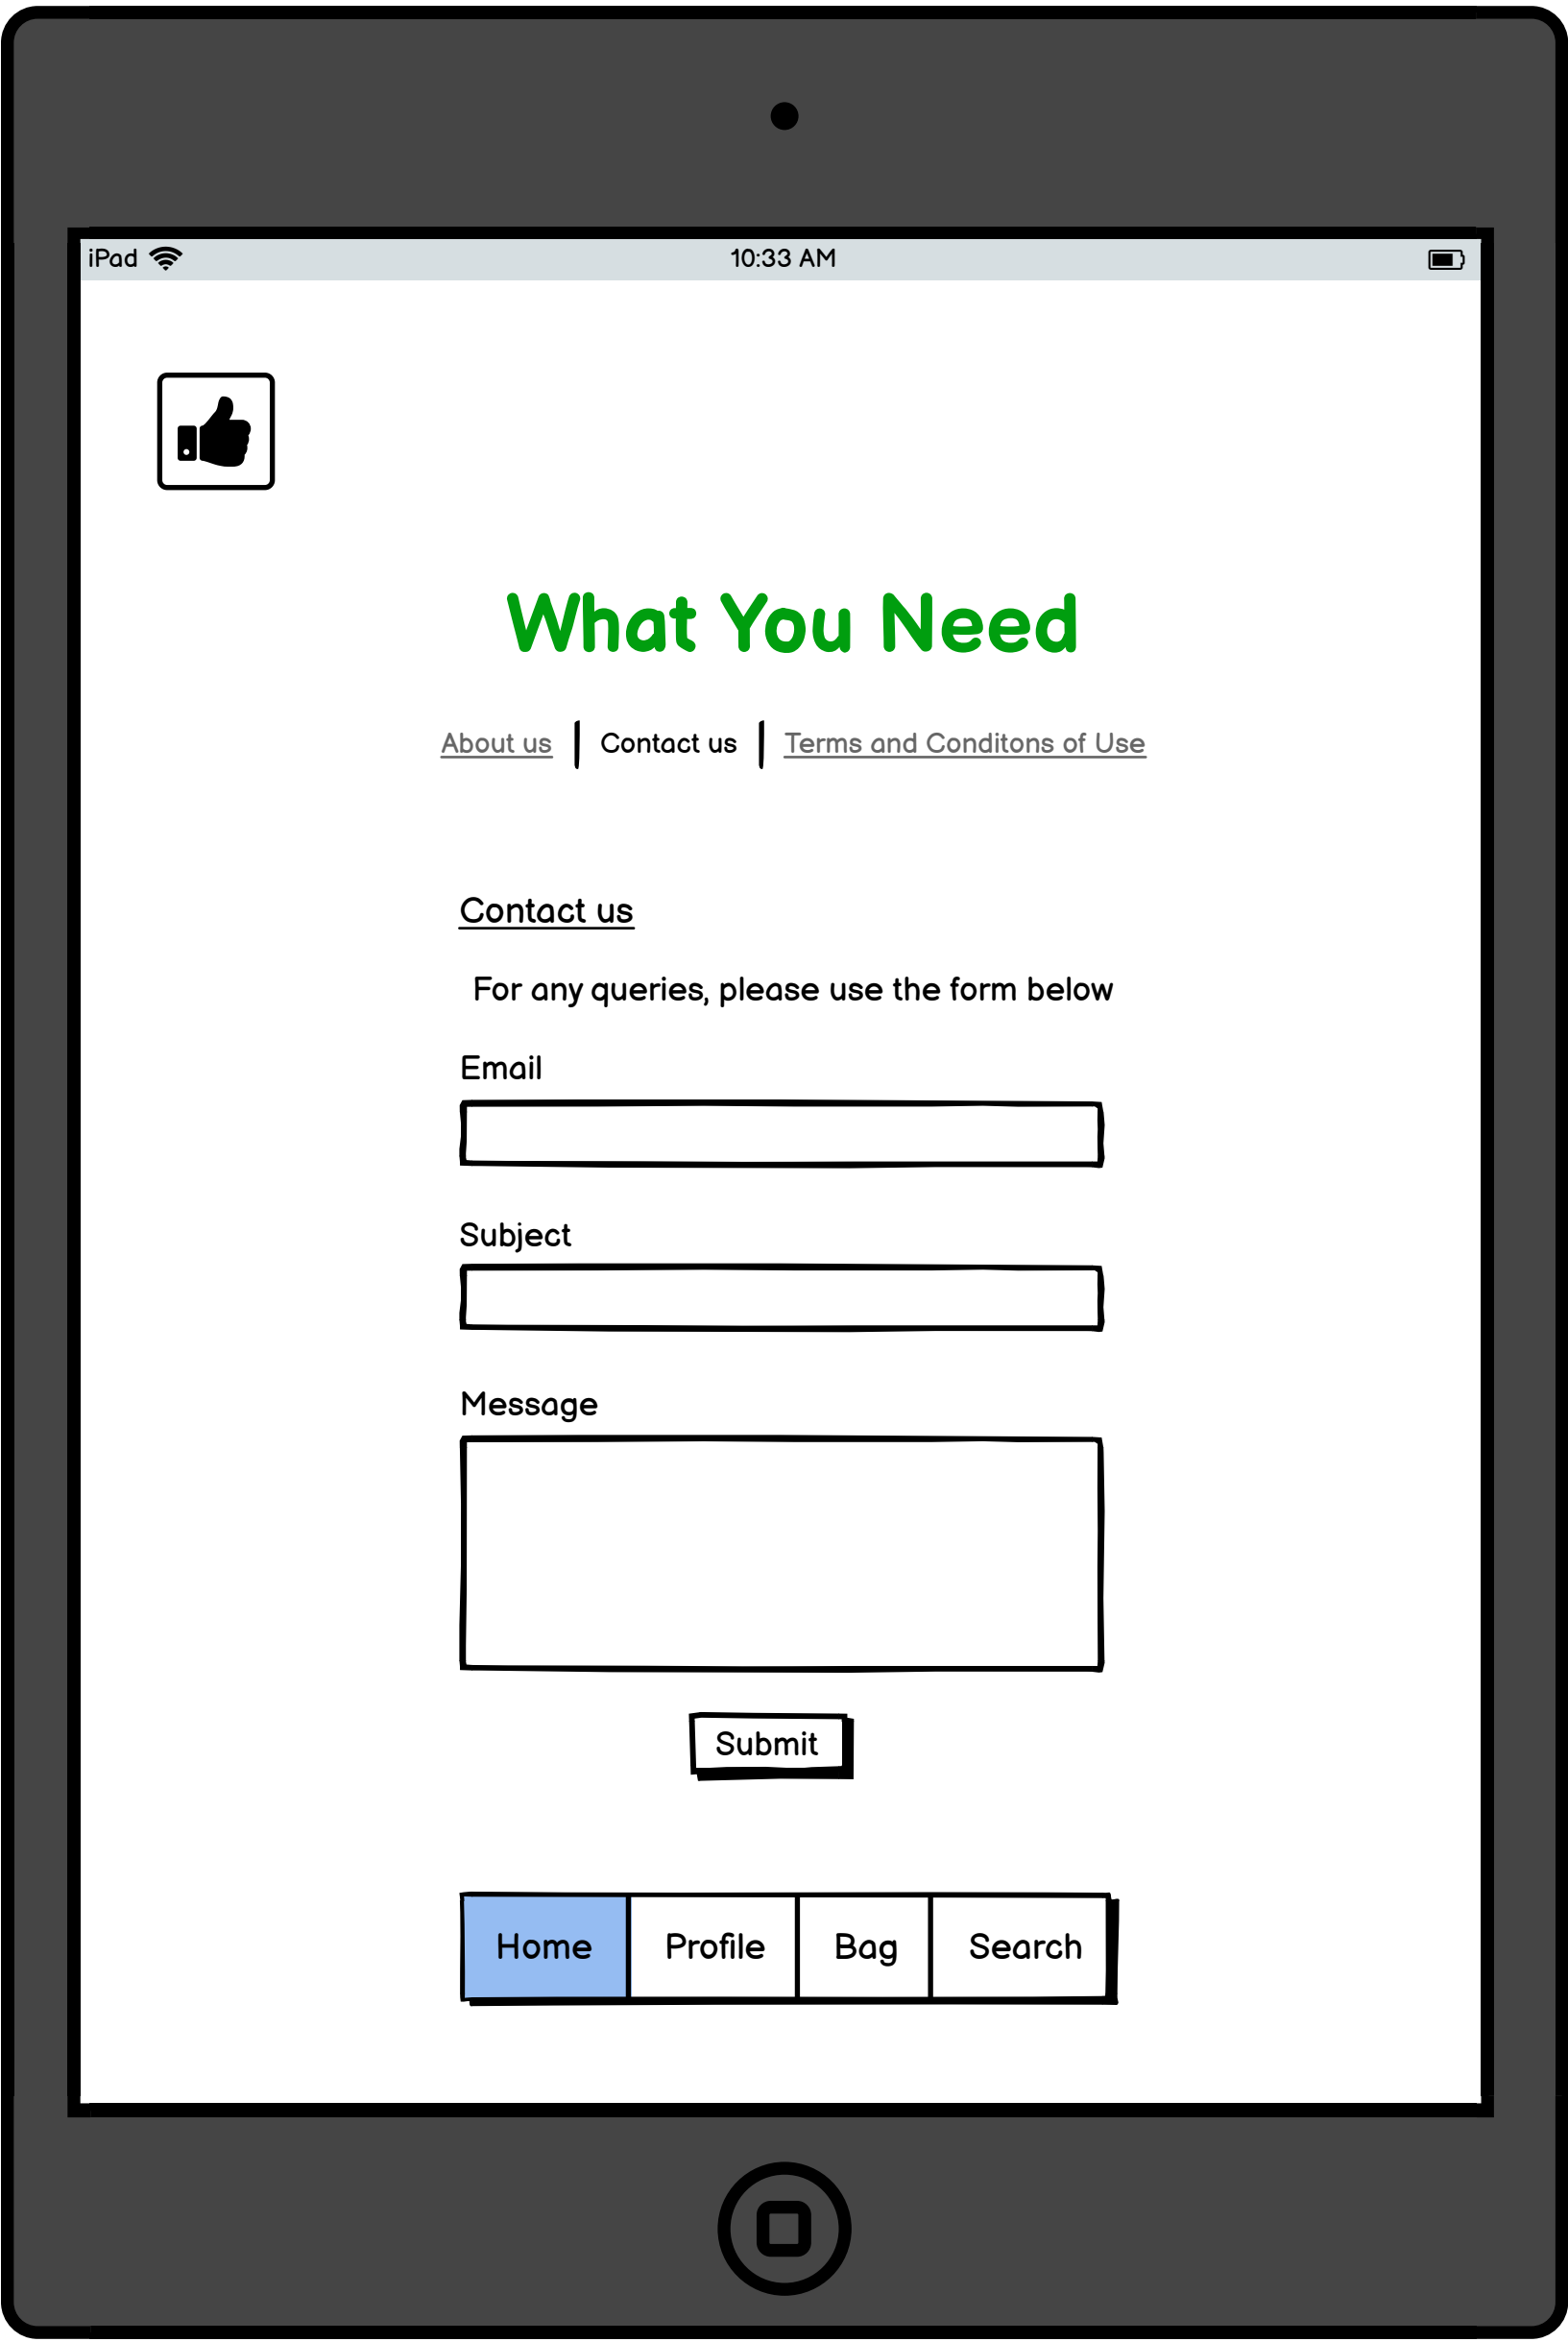 iPad 10:33 AM
What You Need
About us Contact us Terms and Conditons of Use
Contact us
For any queries, please use the form below
Email
Subject
Message
Submit
Home Profile Bag Search